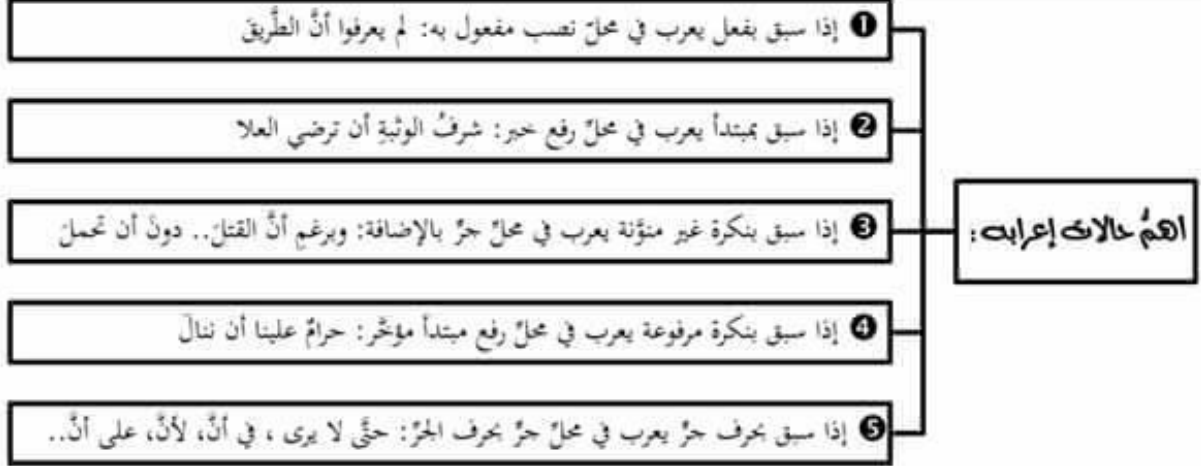 أهمُّ حالات إعرابه:
❶ إذا سبق بفعل يعرب في محلّ نصب مفعول به: لم يعرفوا أنَّ الطَّريقَ
❷ إذا سبق بمبتدأ يعرب في محلِّ رفع خبر: شرفُ الوثبةِ أن ترضي العلا
❸ إذا سبق بنكرة غير منوَّنة يعرب في محلِّ جرٍّ بالإضافة: وبرغمِ أنَّ القتلَ.. دونَ أن تحملَ
❹ إذا سبق بنكرة مرفوعة يعرب في محلِّ رفع مبتدأ مؤخَّر: حرامٌ علينا أن ننالَ
❺ إذا سبق بحرف جرٍّ يعرب في محلِّ جرٍّ بحرف الجرِّ: حتَّى لا يرى ، في أنَّ، لأنَّ، على أنَّ..